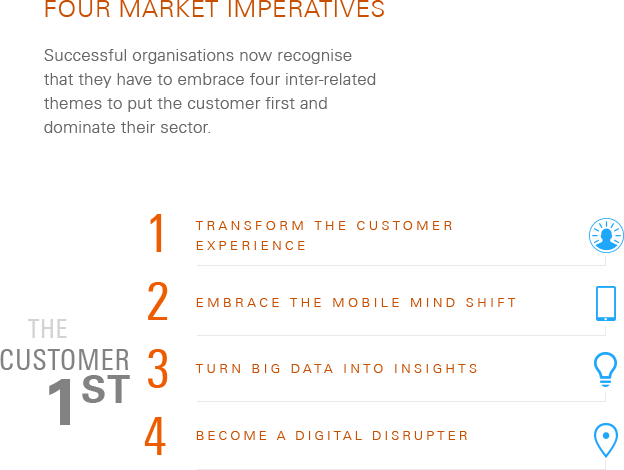 FOUR MARKET IMPERATIVES
Successful organisations now recognise
that they have to embrace four inter-related
themes to put the customer first and
dominate their sector.
1 TRANSFORM THE CUSTOMER
EXPERIENCE
2 EMBRACE THE MOBILE MIND SHIFT
THE
CUSTOMER
1ST
3 TURN BIG DATA INTO INSIGHTS
4 BECOME A DIGITAL DISRUPTER